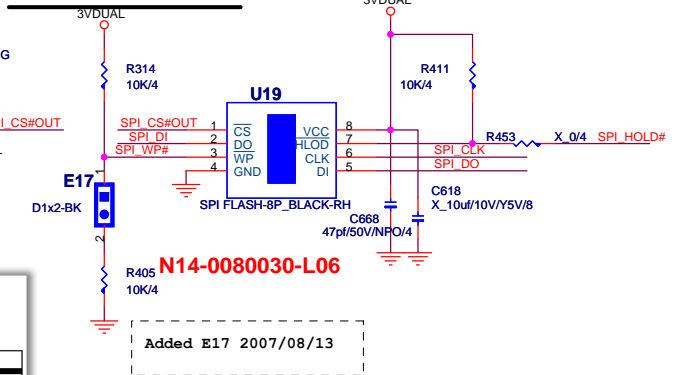 3VDUAL
3VDUAL
G
R314
10K/4
R411
10K/4
U19
I_CS#OUT
SPI_CS#OUT
SPI_DI
SPI_WP#
1
2
3
4
CS
DO
WP
GND
VCC
HLOD
CLK
DI
8
7
6
5
SPI_CLK
SPI_DO
R453
X_0/4
SPI_HOLD#
E17
1
D1x2-BK
2
SPI FLASH-8P_BLACK-RH
C618
X_10uf/10V/Y5V/8
C668
47pf/50V/NPO/4
R405
10K/4
N14-0080030-L06
Added E17 2007/08/13